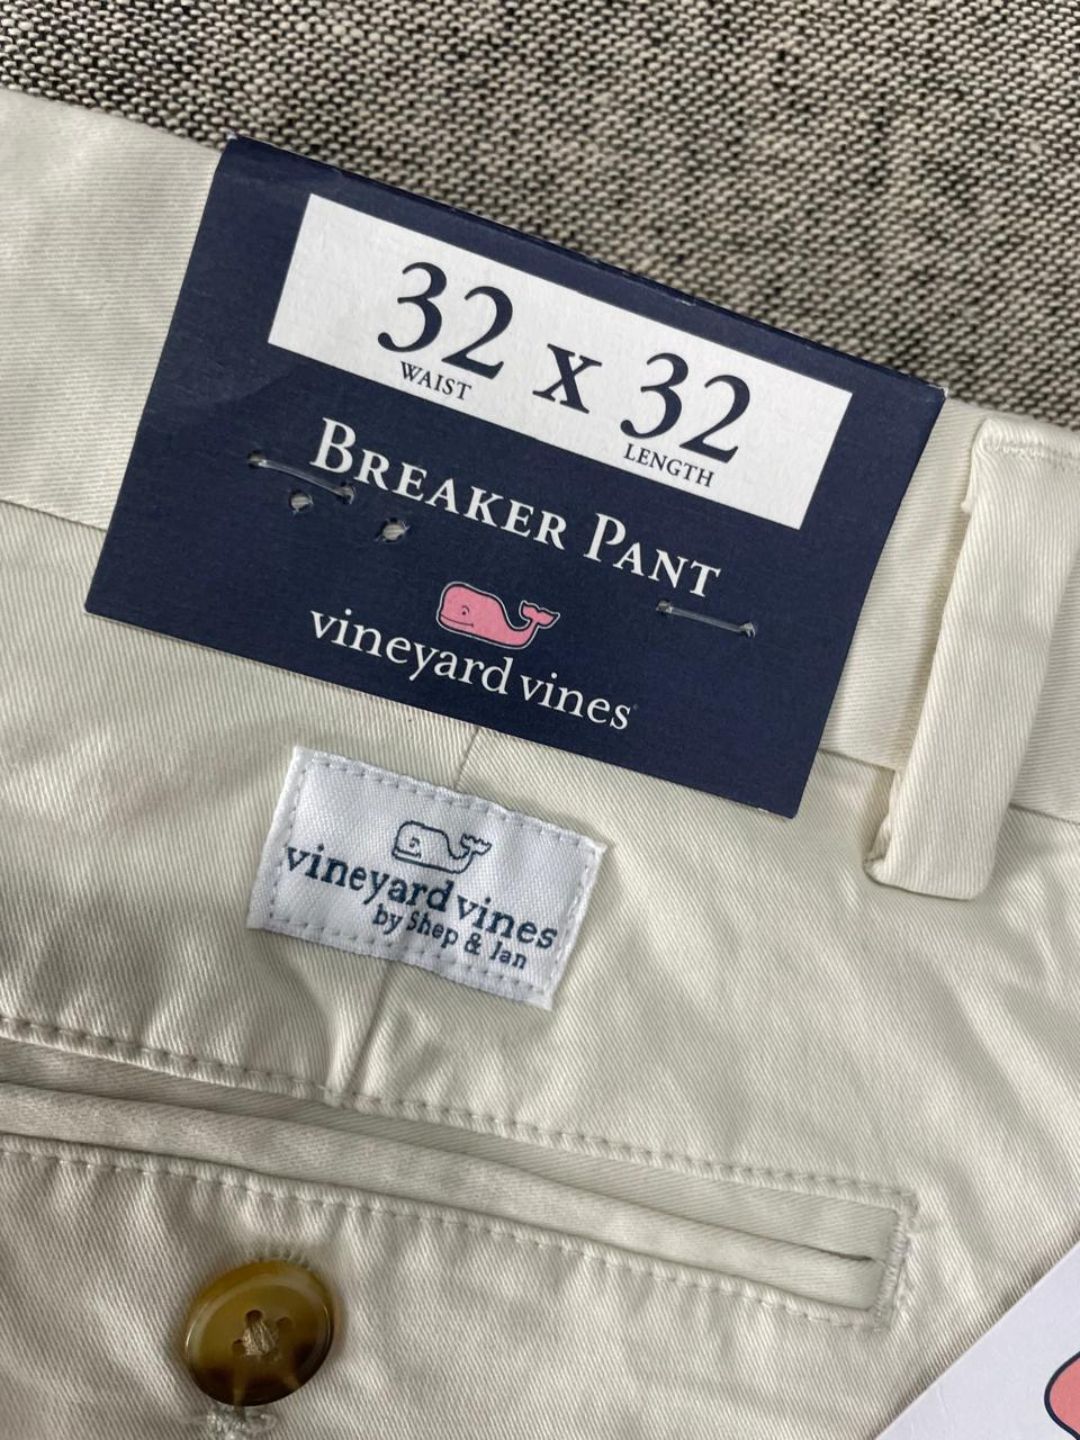 32 x 32
WAIST LENGTH
BREAKER PANT
vineyard vines
vineyard vines
by Shep & Ian